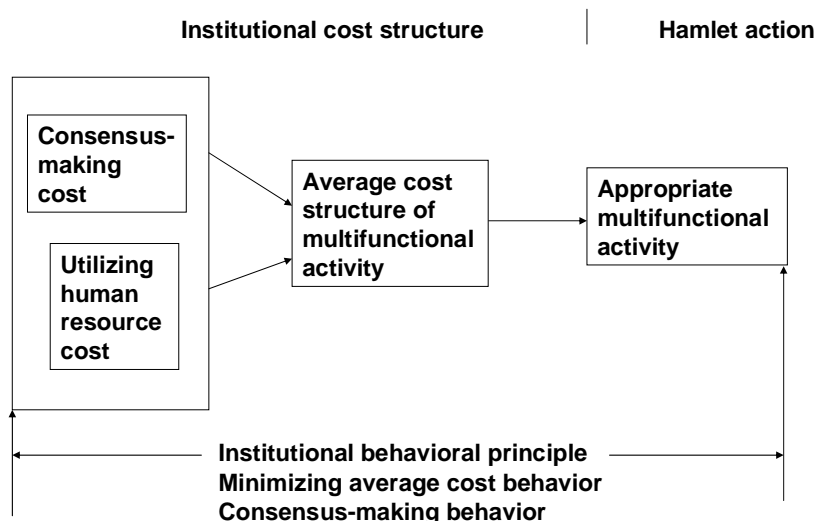 Institutional cost structure
Hamlet action
Consensus-
making
cost
Utilizing
human
resource
cost
Average cost
structure of
multifunctional
activity
Appropriate
multifunctional
activity
Institutional behavioral principle
Minimizing average cost behavior
Consensus-making behavior